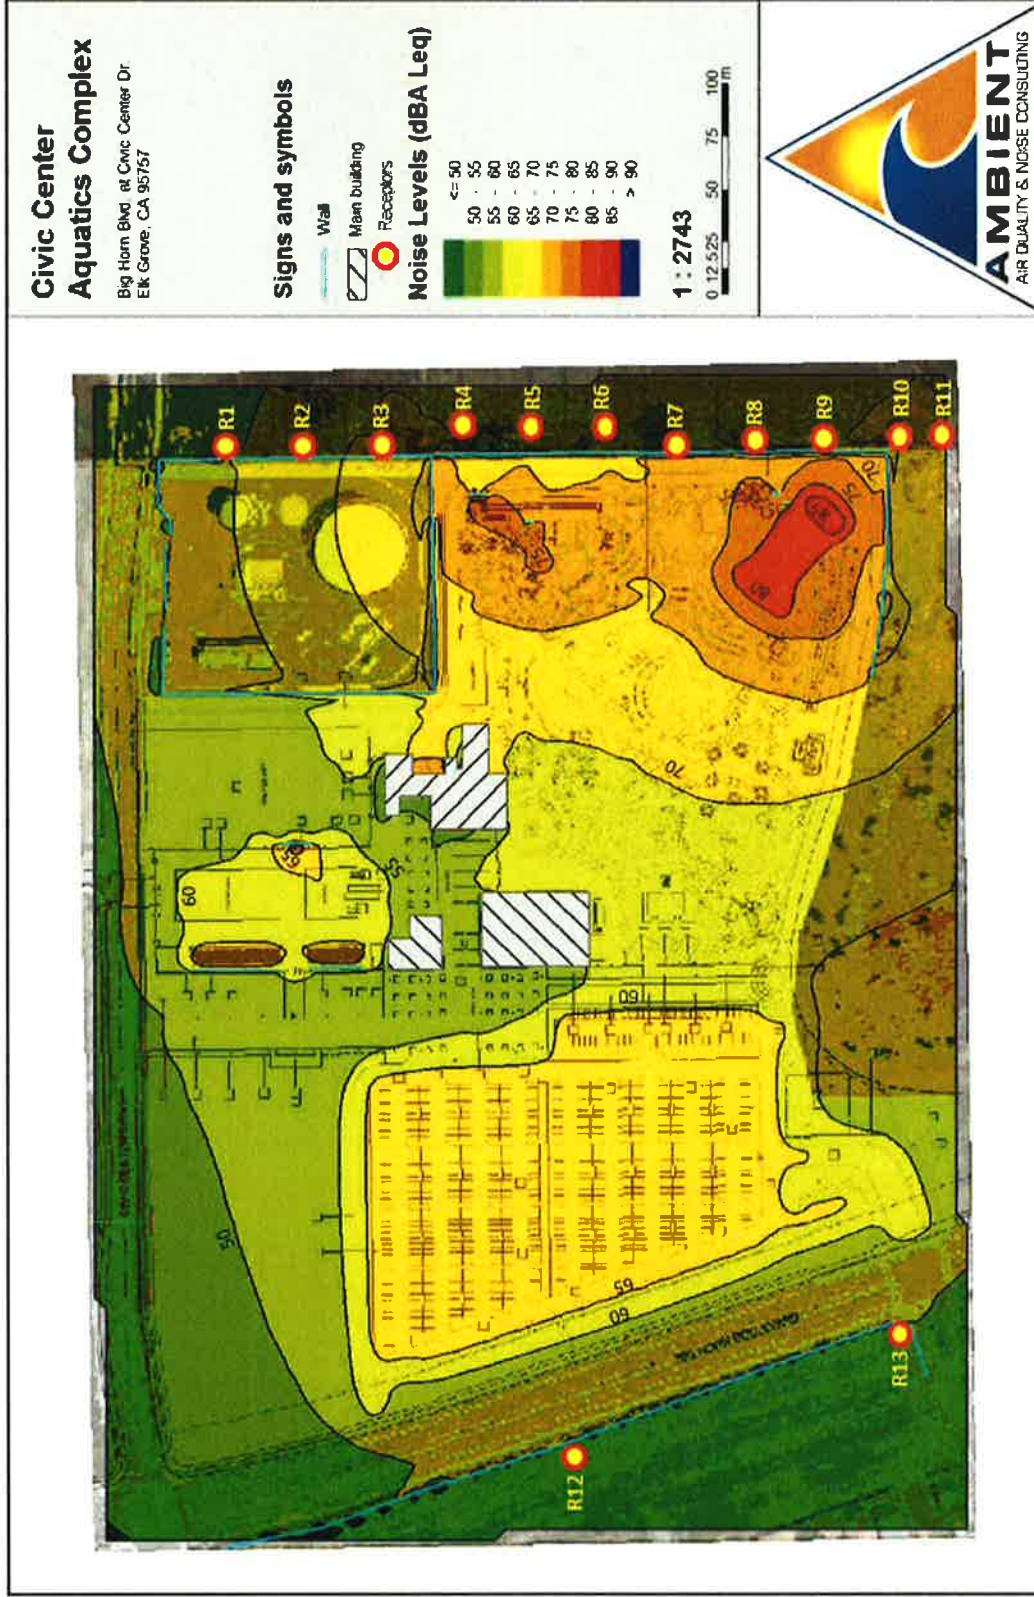 Civic Center
Aquatics Complex
Big Horn Blvd. at Civic Center Dr.
Elk Grove, CA 95757
Signs and symbols
Wall
Main building
Receptors
Noise Levels (dBA Leq)
<= 50
50 - 55
55 - 60
60 - 65
65 - 70
70 - 75
75 - 80
80 - 85
85 - 90
> 90
1 : 2743
0 12.5 25 50 75 100
m
AMBIENT
AIR QUALITY & NOISE CONSULTING
R1
R2
R3
R4
R5
R6
R7
R8
R9
R10
R11
R12
R13
50
60
65
55
70
70
75
80
80
60
65
60